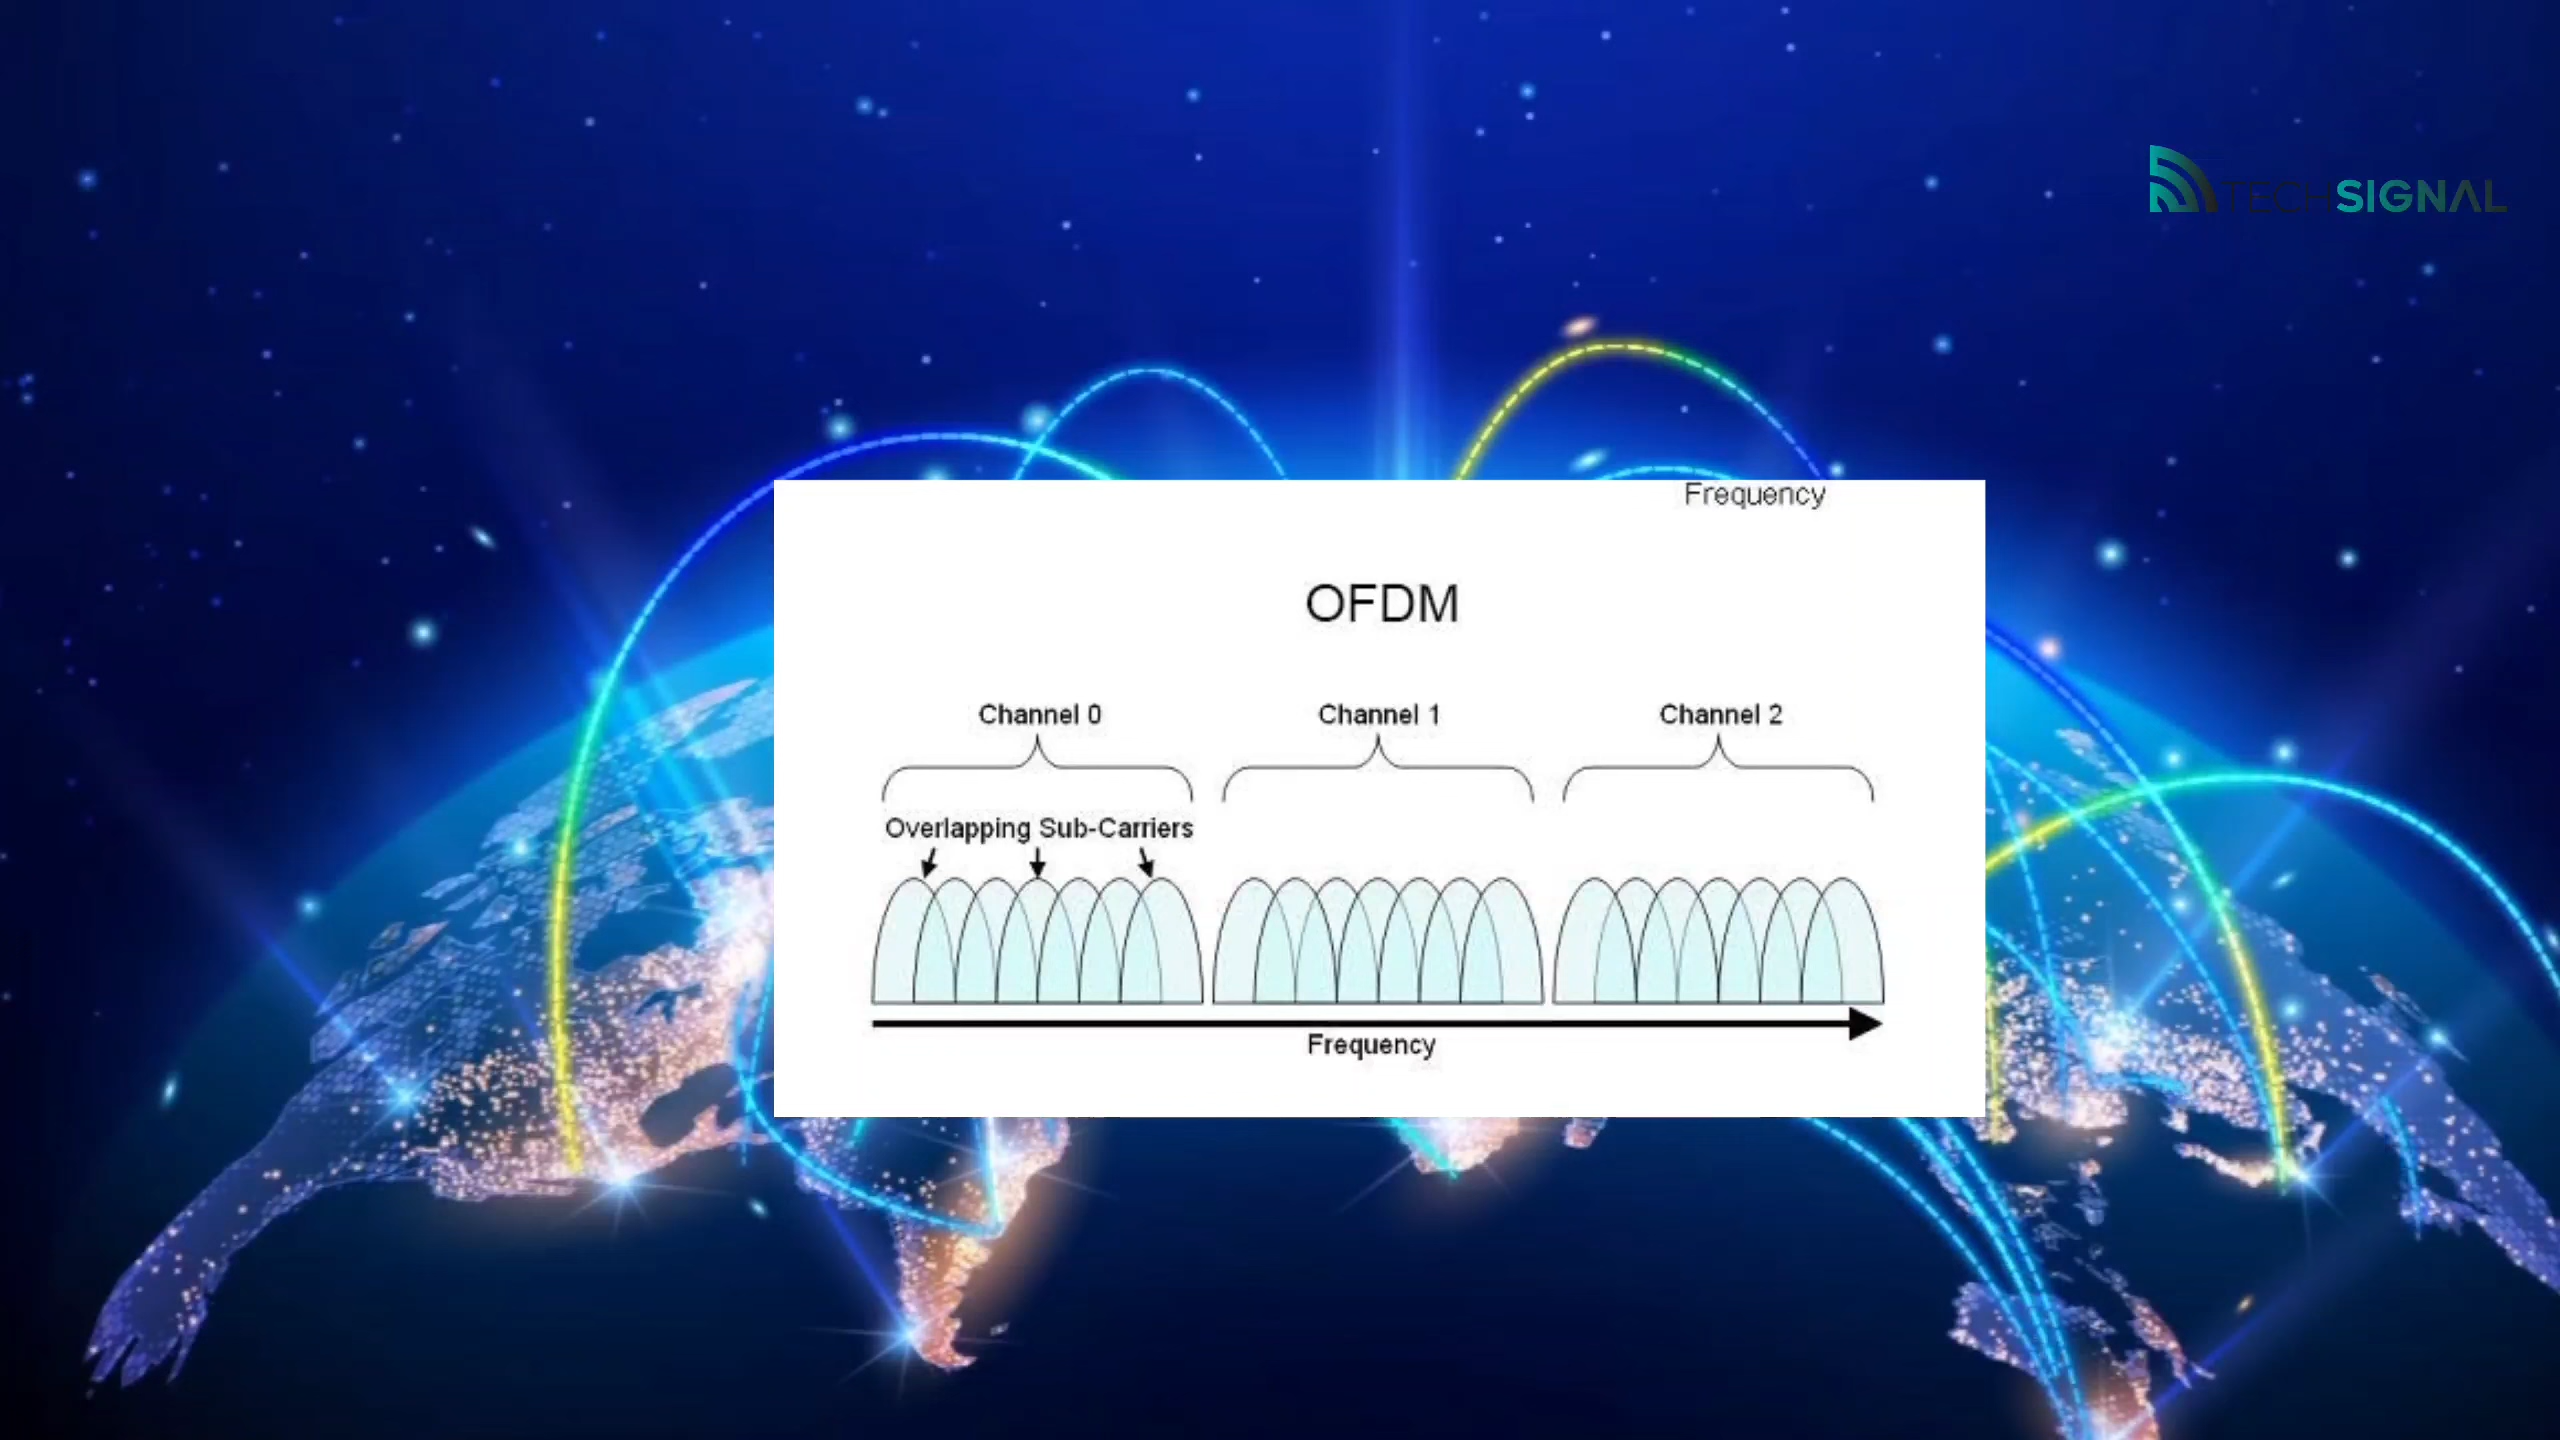 TECHSIGNAL
Frequency
OFDM
Channel 0
Channel 1
Channel 2
Overlapping Sub-Carriers
Frequency